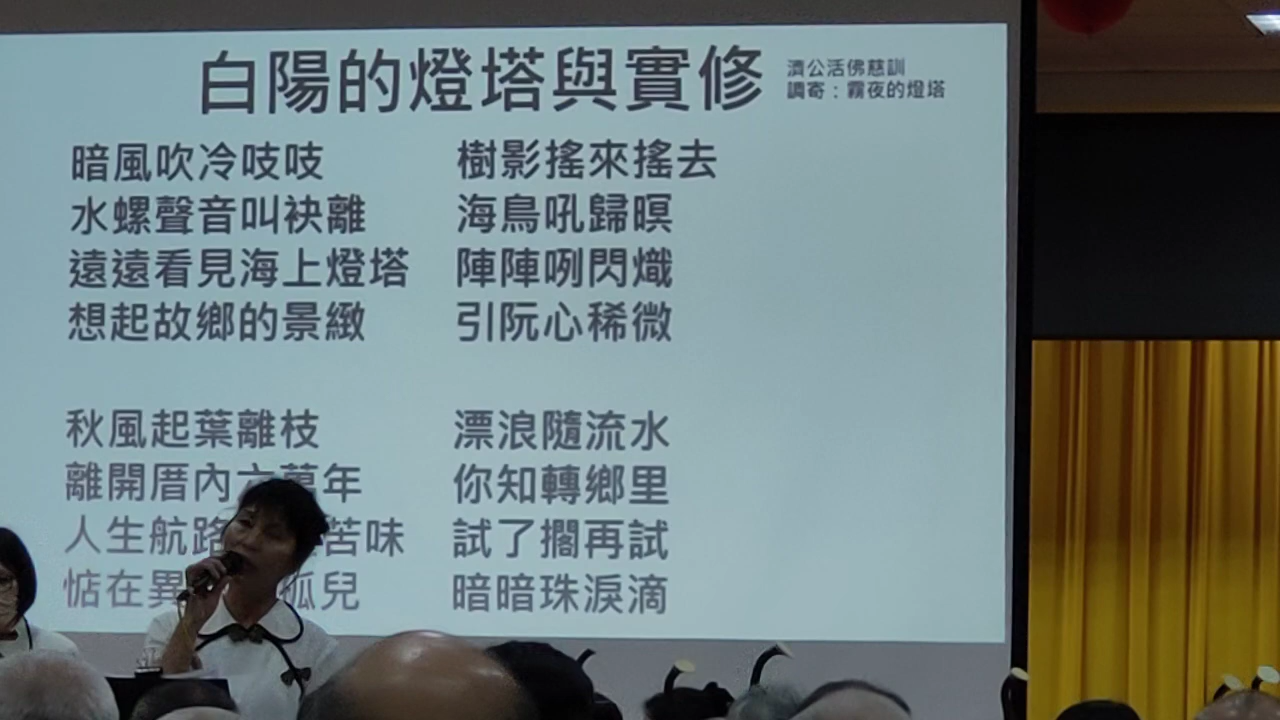 白陽的燈塔與實修
濟公活佛慈訓
調寄：霧夜的燈塔
暗風吹冷吱吱 樹影搖來搖去
水螺聲音叫袂離 海鳥吼歸暝
遠遠看見海上燈塔 陣陣咧閃熾
想起故鄉的景緻 引阮心稀微
秋風起葉離枝 漂浪隨流水
離開厝內六萬年 你知轉鄉里
人生航路 苦味 試了擱再試
惦在異 孤兒 暗暗珠淚滴